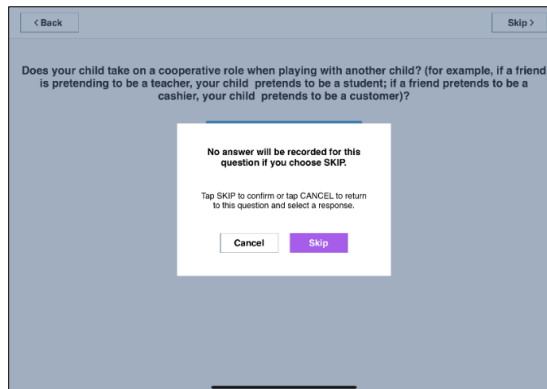 < Back
Skip >
Does your child take on a cooperative role when playing with another child? (for example, if a friend
is pretending to be a teacher, your child pretends to be a student; if a friend pretends to be a
cashier, your child pretends to be a customer)?
No answer will be recorded for this
question if you choose SKIP.
Tap SKIP to confirm or tap CANCEL to return
to this question and select a response.
Cancel
Skip